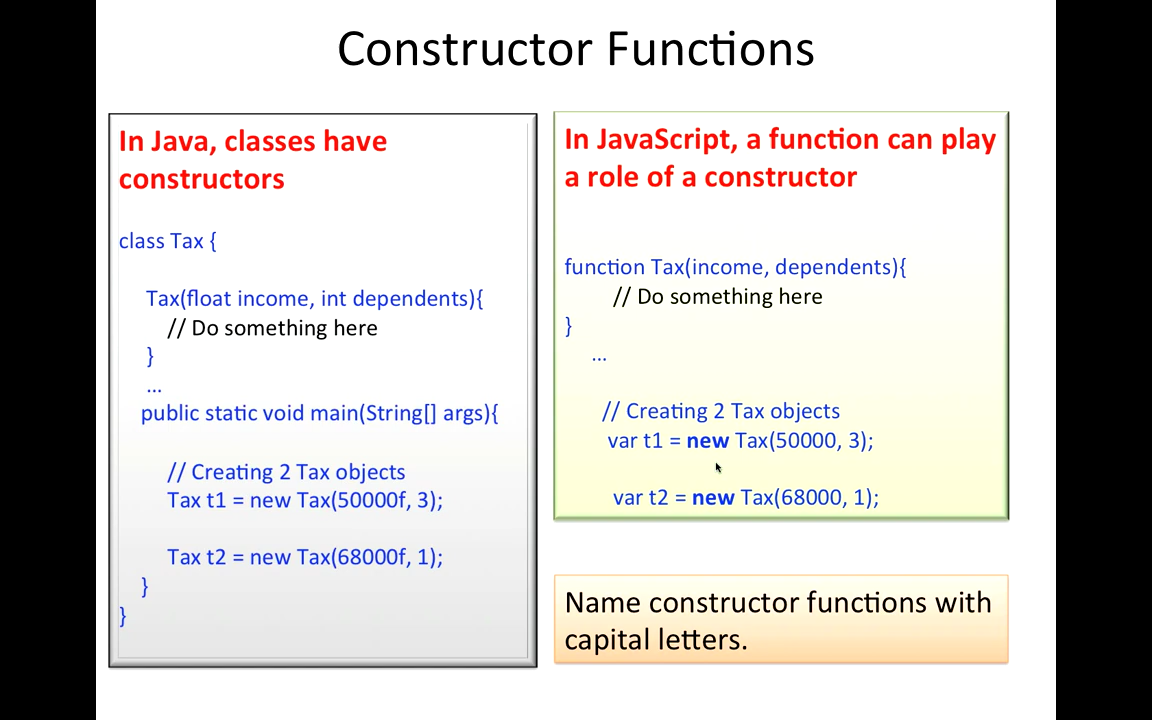 Constructor Functions
In Java, classes have
constructors
class Tax {
Tax(float income, int dependents){
// Do something here
}
...
public static void main(String[] args){
// Creating 2 Tax objects
Tax t1 = new Tax(50000f, 3);
Tax t2 = new Tax(68000f, 1);
}
}
In JavaScript, a function can play
a role of a constructor
function Tax(income, dependents){
// Do something here
}
...
// Creating 2 Tax objects
var t1 = new Tax(50000, 3);
var t2 = new Tax(68000, 1);
Name constructor functions with
capital letters.